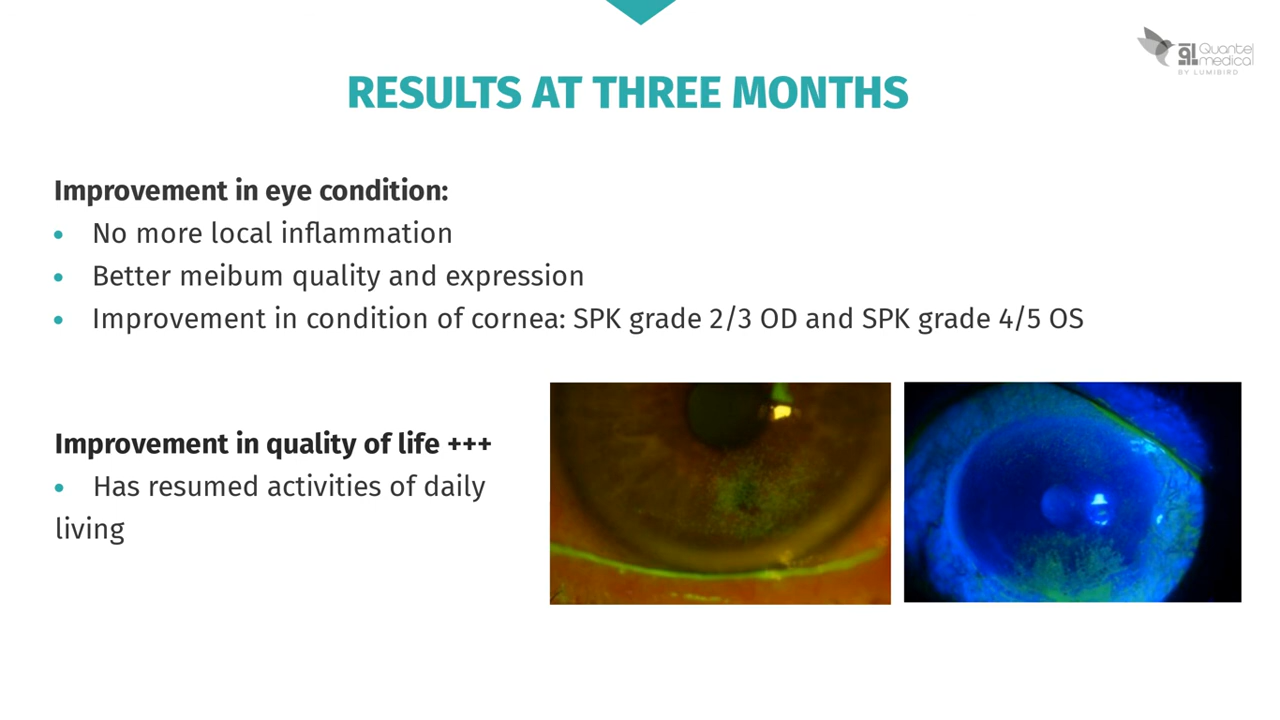 Quantel
medical
BY LUMIBIRD
RESULTS AT THREE MONTHS
Improvement in eye condition:
• No more local inflammation
• Better meibum quality and expression
• Improvement in condition of cornea: SPK grade 2/3 OD and SPK grade 4/5 OS
Improvement in quality of life +++
• Has resumed activities of daily
living